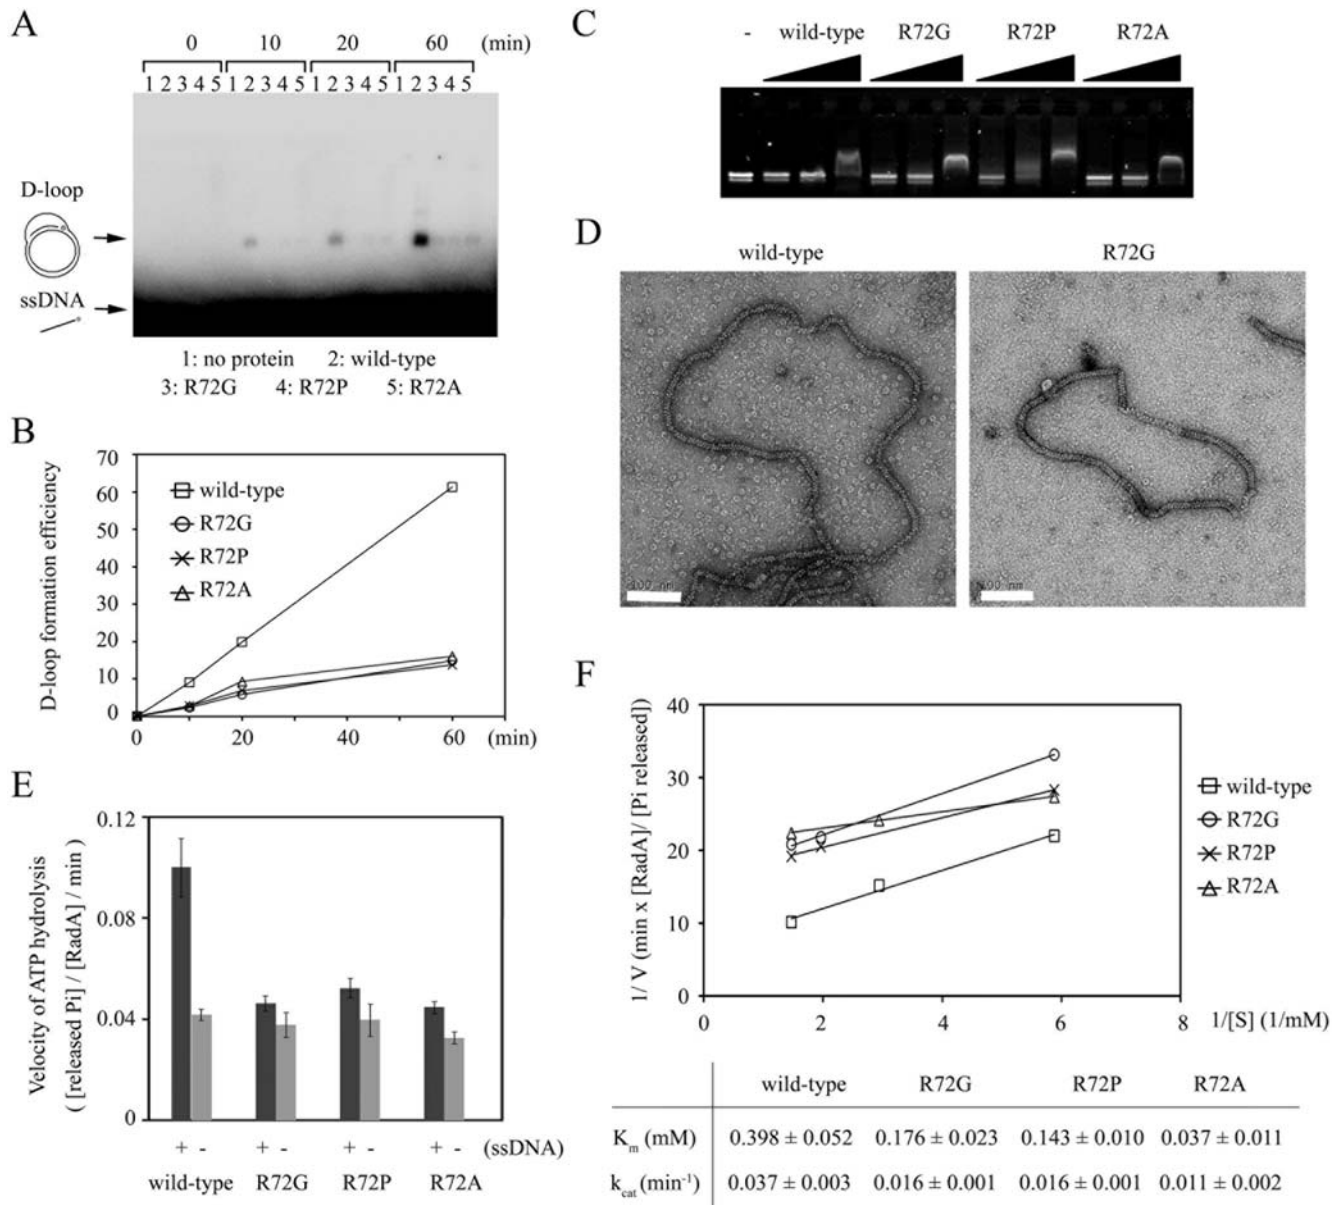 A
0 10 20 60 (min)
1 2 3 4 5 1 2 3 4 5 1 2 3 4 5 1 2 3 4 5
D-loop
ssDNA
1: no protein 2: wild-type
3: R72G 4: R72P 5: R72A
B
D-loop formation efficiency
70
60
50
40
30
20
10
0
wild-type
R72G
R72P
R72A
0 20 40 60 (min)
C
- wild-type R72G R72P R72A
D
wild-type R72G
100 nm 100 nm
E
Velocity of ATP hydrolysis
( [released Pi] / [RadA] / min )
0.12
0.08
0.04
0
+ - + - + - + - (ssDNA)
wild-type R72G R72P R72A
F
1/ V (min x [RadA]/ [Pi released])
40
30
20
10
0
wild-type
R72G
R72P
R72A
0 2 4 6 8 1/[S] (1/mM)
wild-type R72G R72P R72A
Km (mM) 0.398 ± 0.052 0.176 ± 0.023 0.143 ± 0.010 0.037 ± 0.011
kcat (min-1) 0.037 ± 0.003 0.016 ± 0.001 0.016 ± 0.001 0.011 ± 0.002